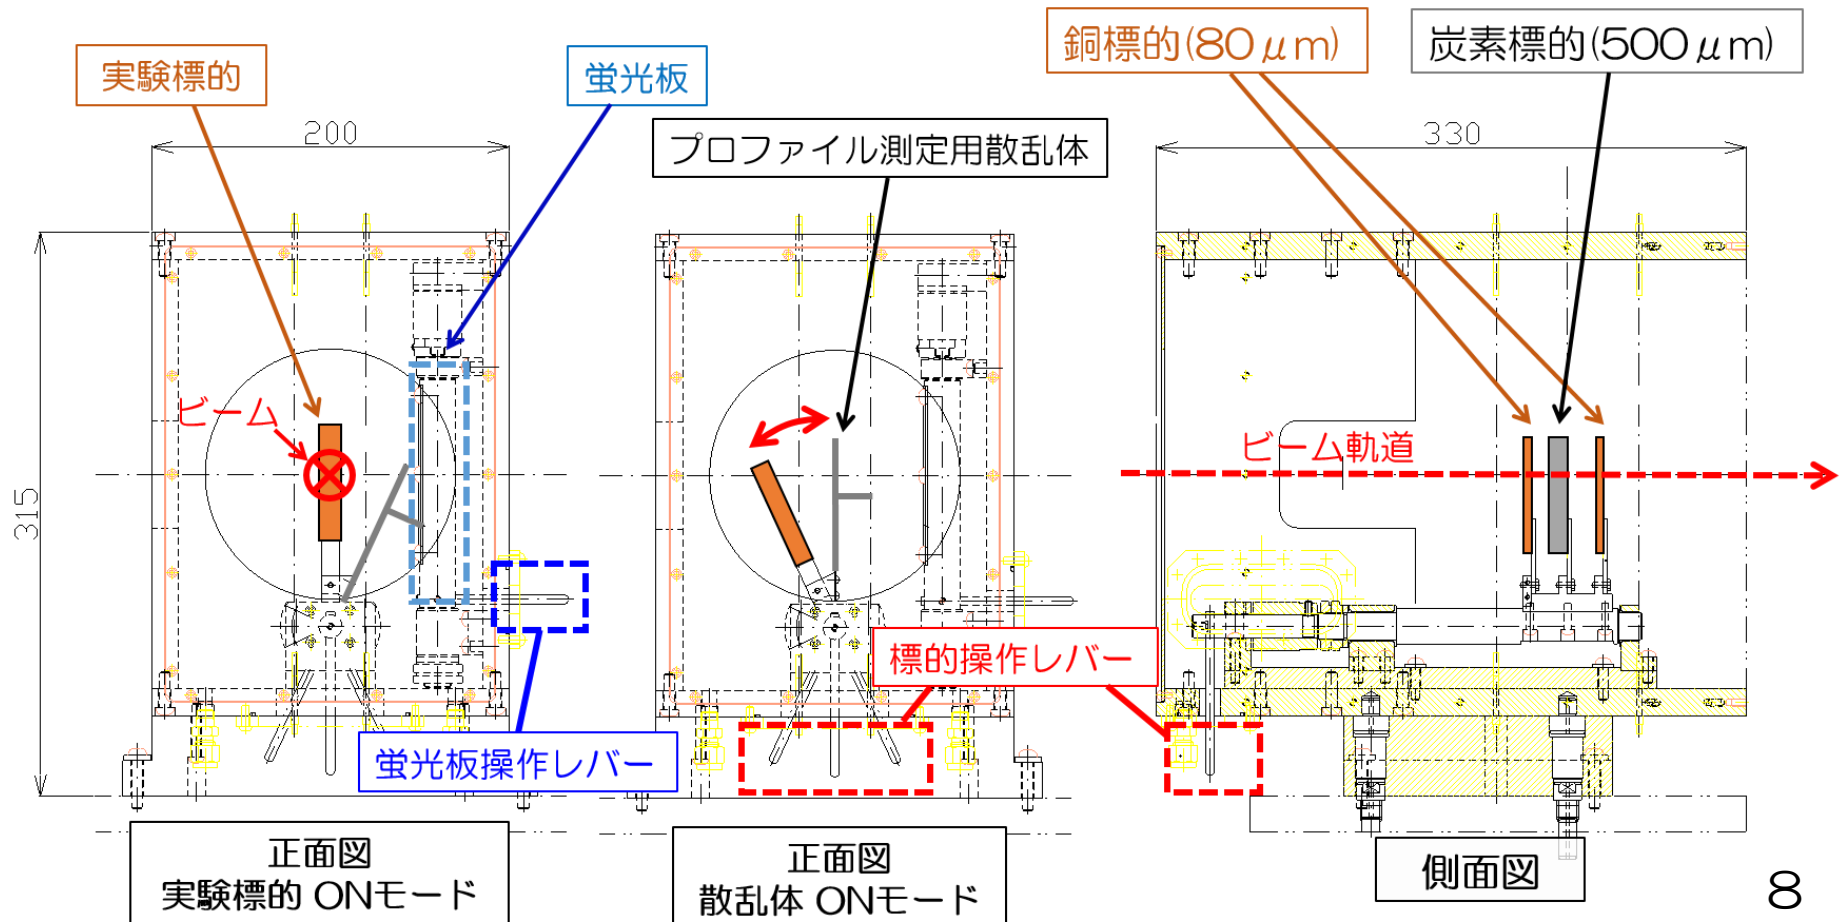 実験標的
蛍光板
銅標的(80μm)
炭素標的(500μm)
プロファイル測定用散乱体
200
330
315
ビーム
ビーム軌道
標的操作レバー
蛍光板操作レバー
正面図
実験標的 ONモード
正面図
散乱体 ONモード
側面図
8